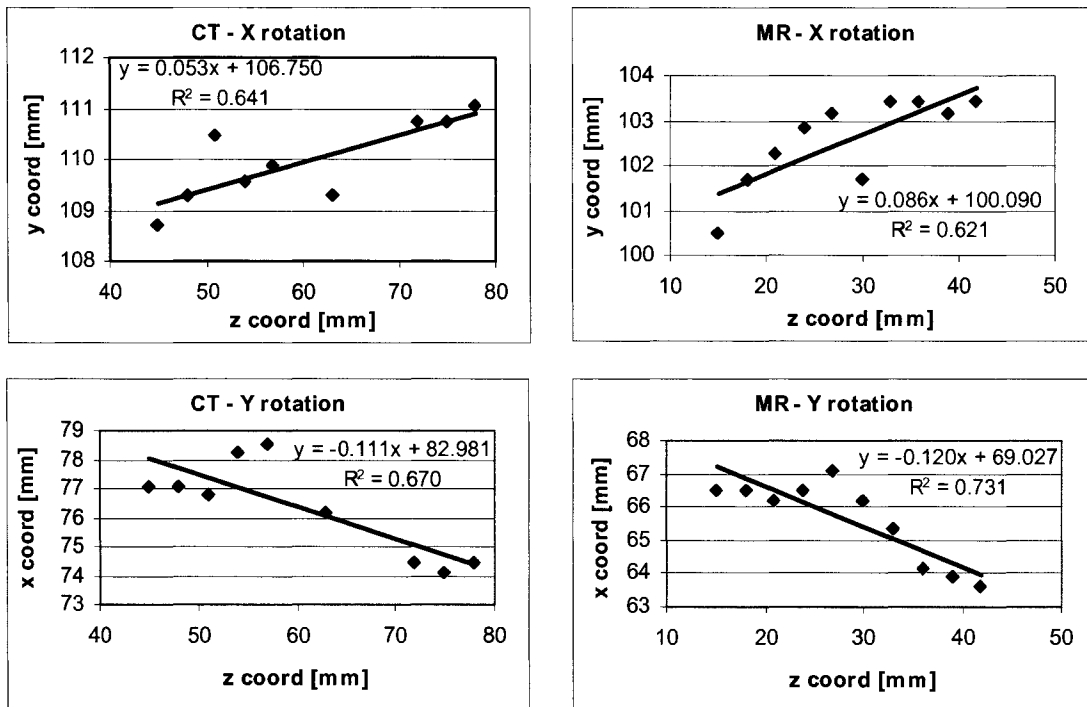 CT - X rotation
y = 0.053x + 106.750
R² = 0.641
112
111
110
109
108
y coord [mm]
40 50 60 70 80
z coord [mm]
MR - X rotation
104
103
102
101
100
y coord [mm]
y = 0.086x + 100.090
R² = 0.621
10 20 30 40 50
z coord [mm]
CT - Y rotation
79
78
77
76
75
74
73
x coord [mm]
y = -0.111x + 82.981
R² = 0.670
40 50 60 70 80
z coord [mm]
MR - Y rotation
68
67
66
65
64
63
x coord [mm]
y = -0.120x + 69.027
R² = 0.731
10 20 30 40 50
z coord [mm]